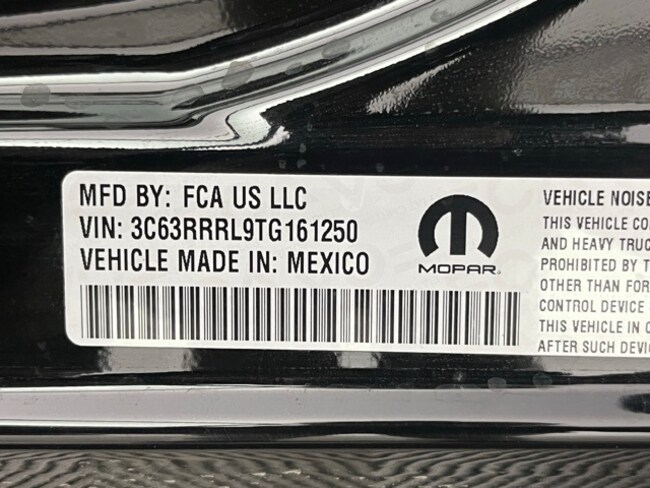 MFD BY: FCA US LLC
VIN: 3C63RRRL9TG161250
VEHICLE MADE IN: MEXICO
MOPAR
VEHICLE NOISE
THIS VEHICLE CO
AND HEAVY TRUC
PROHIBITED BY T
OTHER THAN FOR
CONTROL DEVICE
THIS VEHICLE IN
AFTER SUCH DEVI